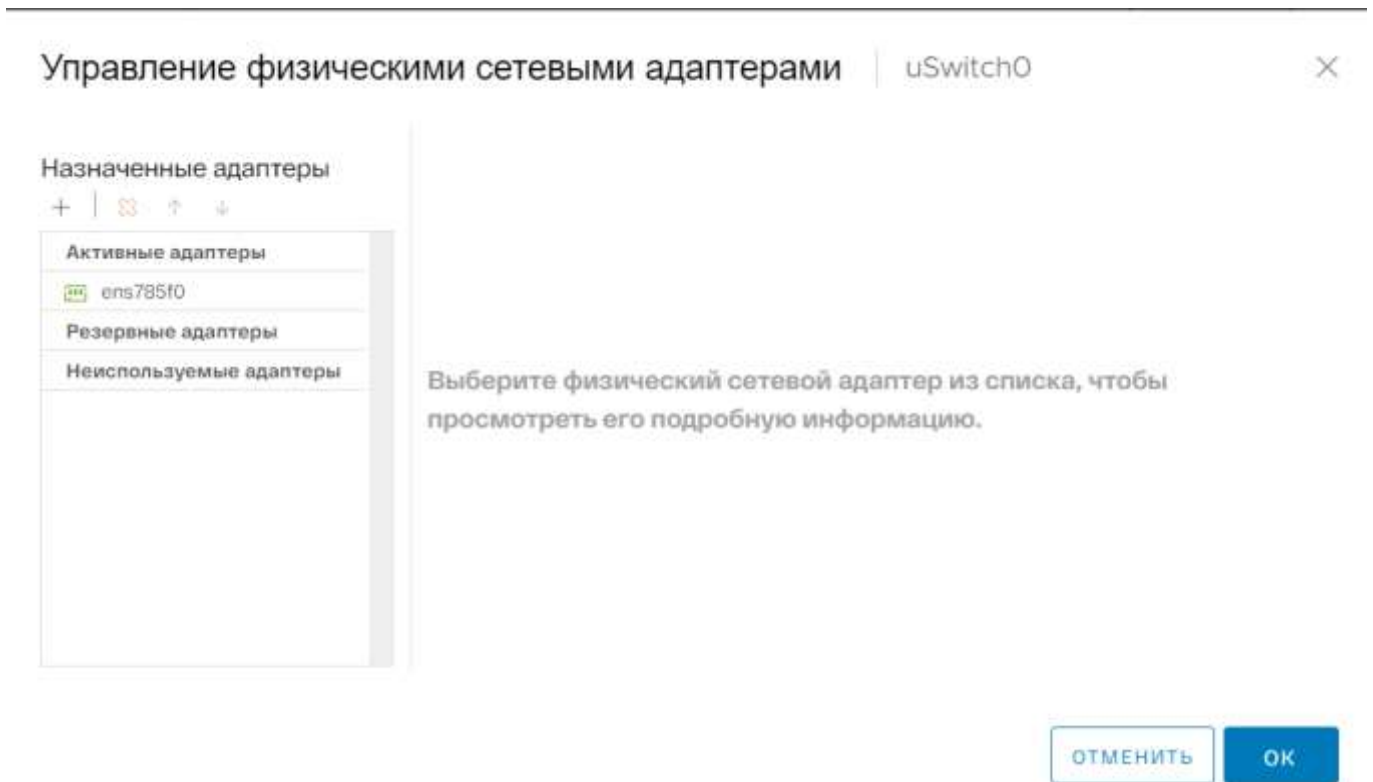 Управление физическими сетевыми адаптерами uSwitch0
Назначенные адаптеры
Активные адаптеры
ens785f0
Резервные адаптеры
Неиспользуемые адаптеры
Выберите физический сетевой адаптер из списка, чтобы
просмотреть его подробную информацию.
ОТМЕНИТЬ
ОК